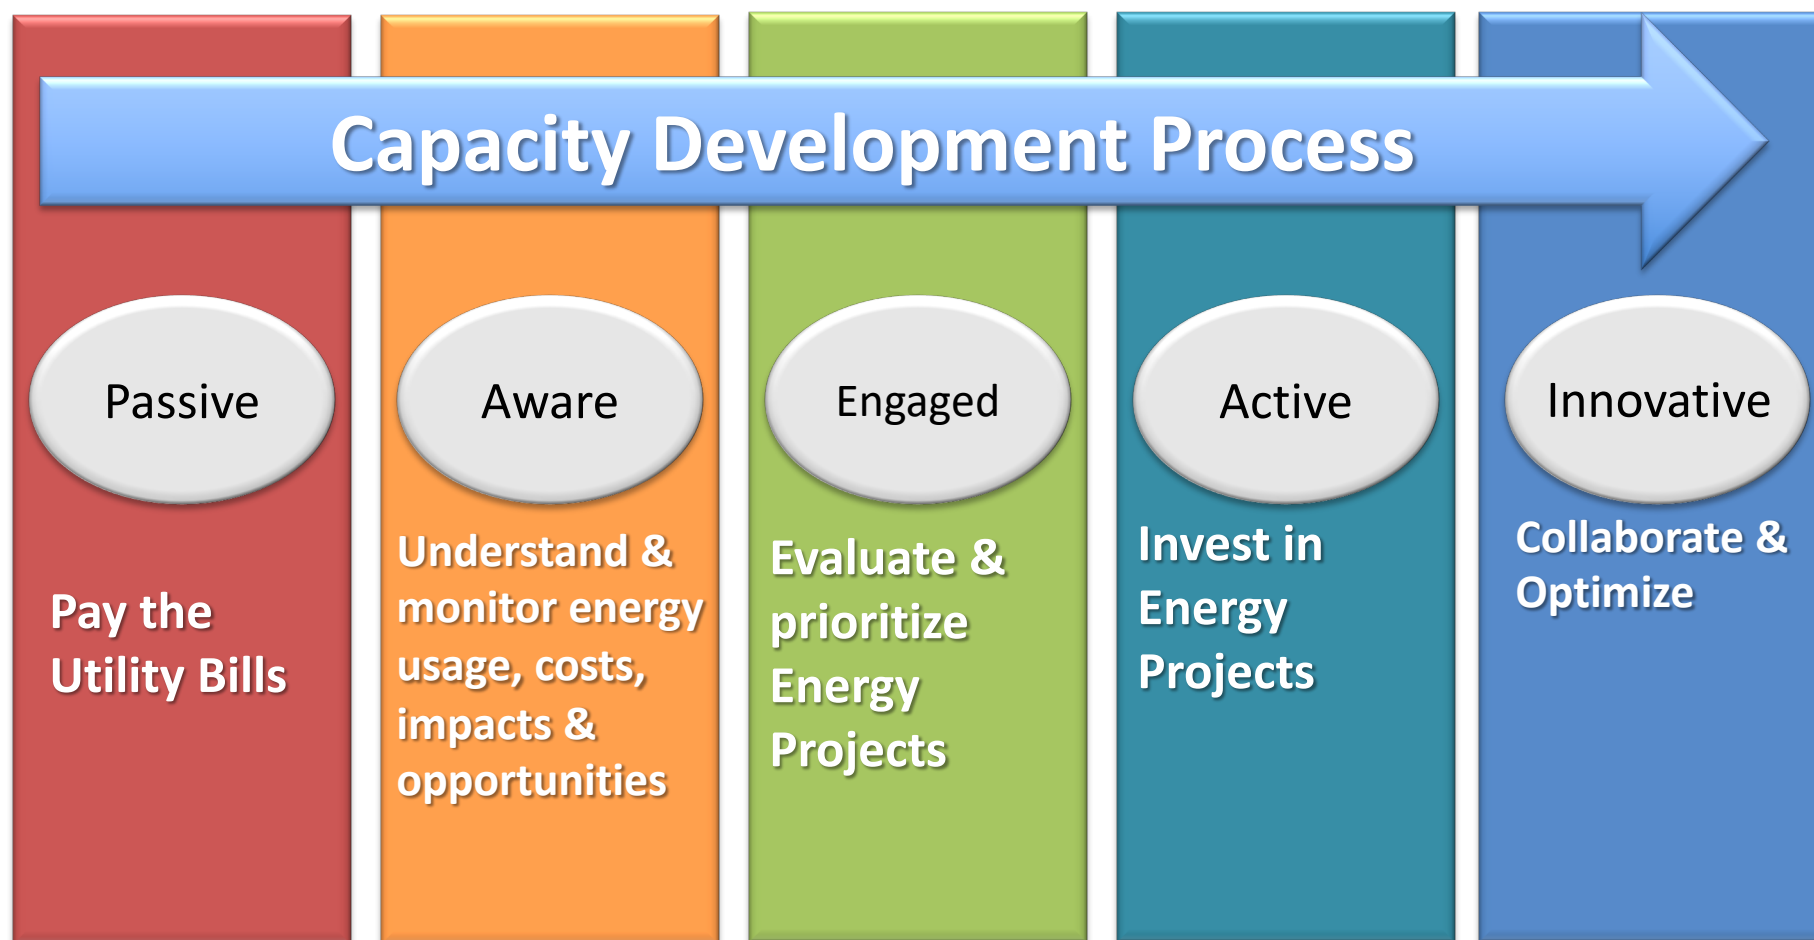 Capacity Development Process
Passive
Aware
Engaged
Active
Innovative
Pay the
Utility Bills
Understand &
monitor energy
usage, costs,
impacts &
opportunities
Evaluate &
prioritize
Energy
Projects
Invest in
Energy
Projects
Collaborate &
Optimize